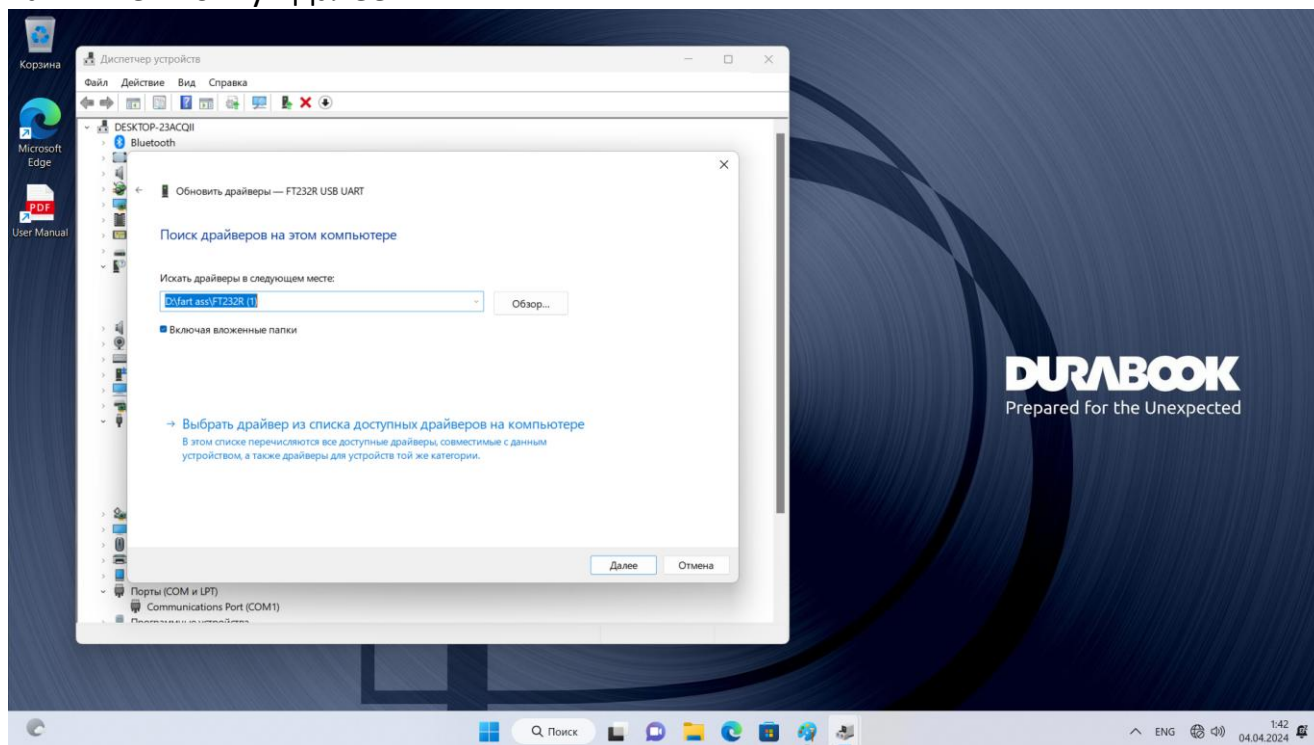 Корзина
Microsoft
Edge
PDF
User Manual
Диспетчер устройств
Файл Действие Вид Справка
DESKTOP-23ACQII
Bluetooth
Обновить драйверы — FT232R USB UART
Поиск драйверов на этом компьютере
Искать драйверы в следующем месте:
D:\fart ass\FT232R (1)
Обзор...
Включая вложенные папки
→ Выбрать драйвер из списка доступных драйверов на компьютере
В этом списке перечисляются все доступные драйверы, совместимые с данным
устройством, а также драйверы для устройств той же категории.
Далее Отмена
Порты (COM и LPT)
Communications Port (COM1)
DURABOOK
Prepared for the Unexpected
Поиск
ENG
1:42
04.04.2024